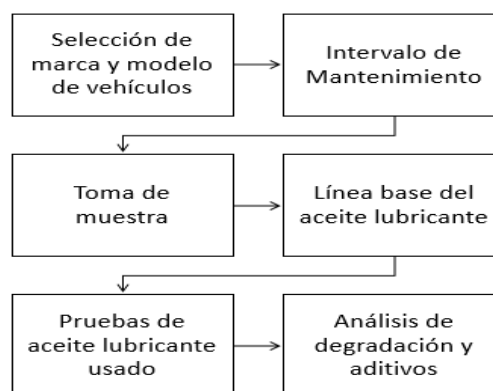 Selección de
marca y modelo
de vehículos
Intervalo de
Mantenimiento
Toma de
muestra
Línea base del
aceite lubricante
Pruebas de
aceite lubricante
usado
Análisis de
degradación y
aditivos